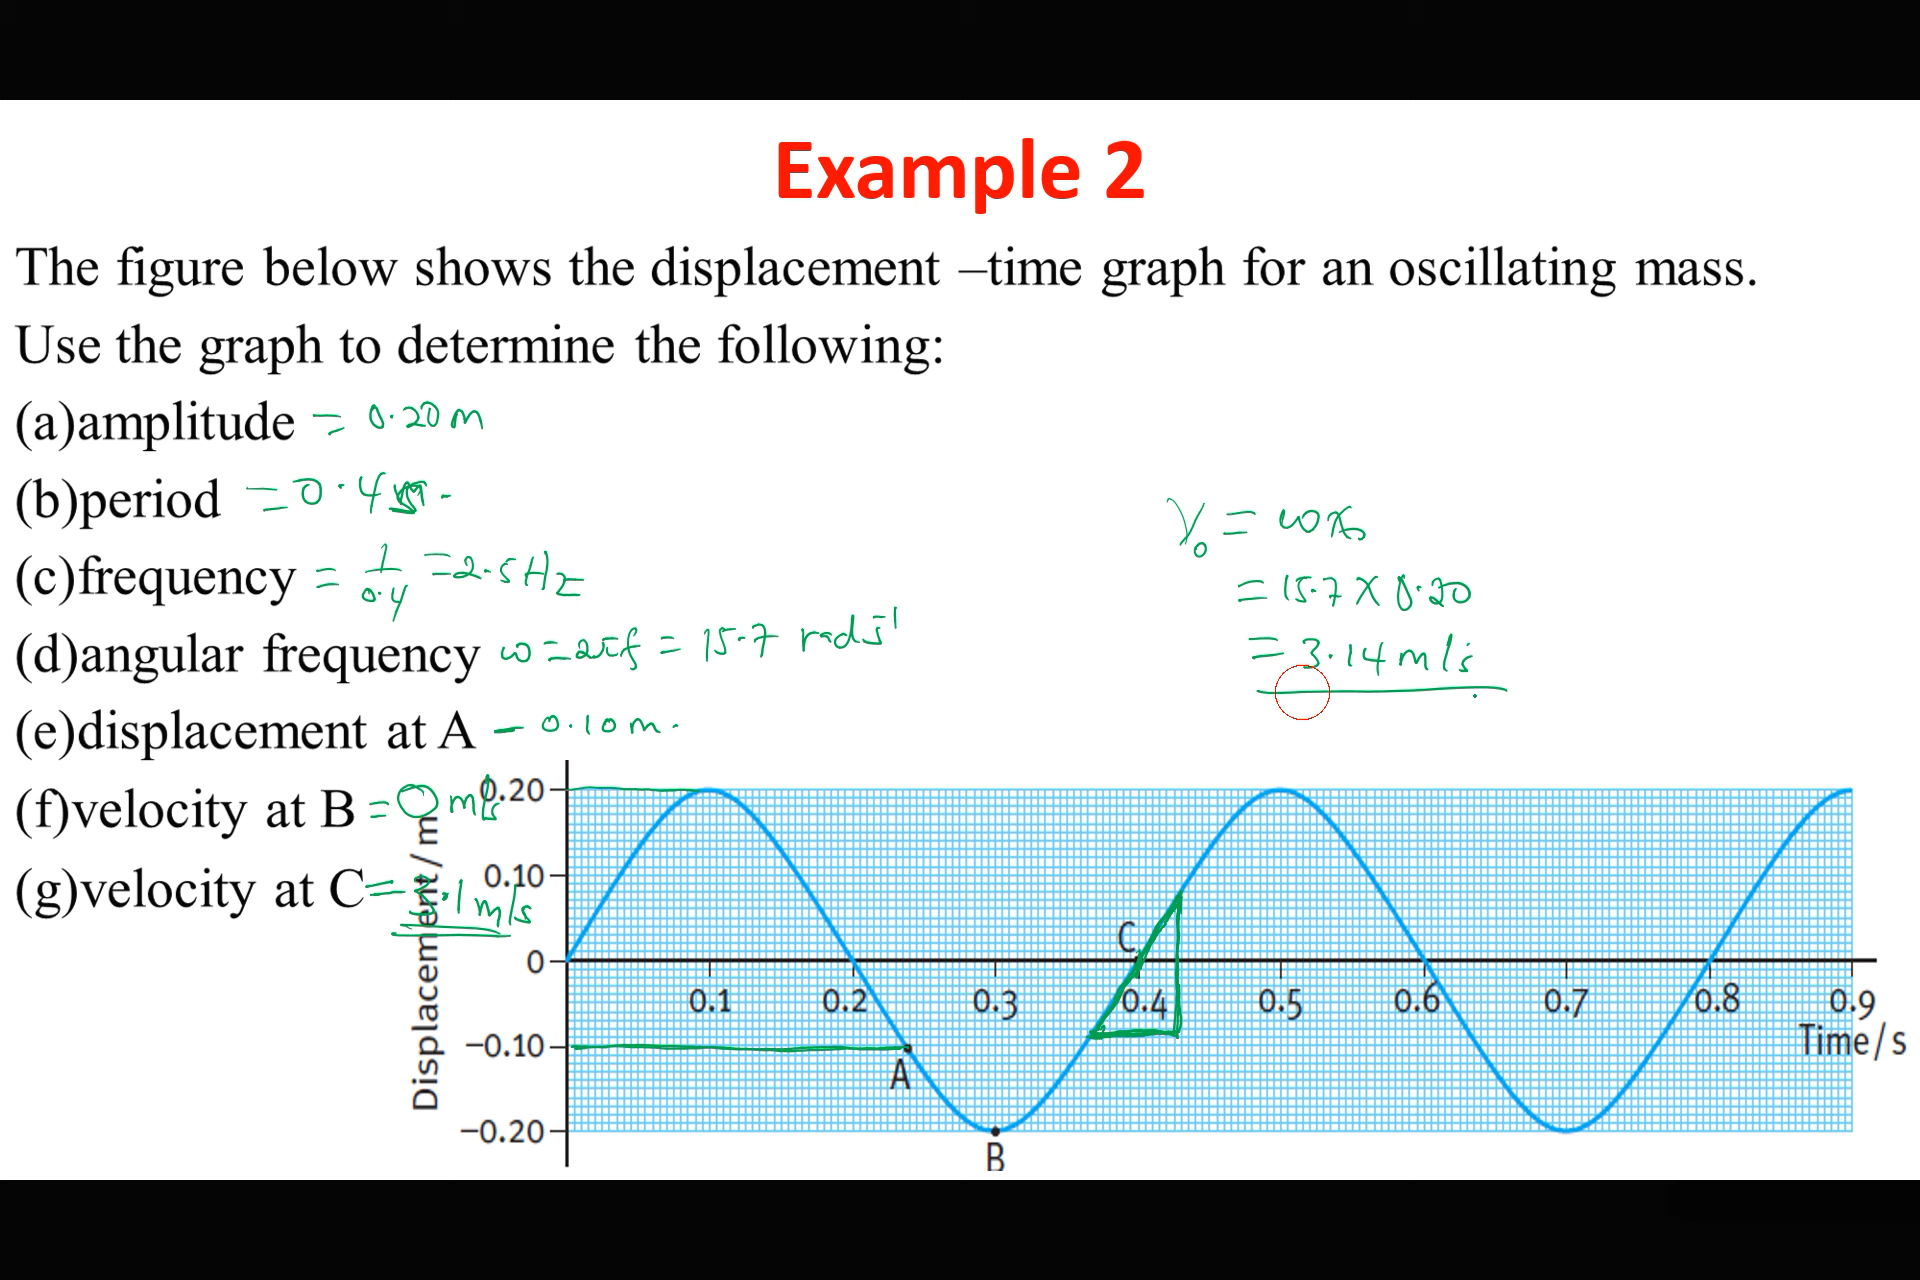 Example 2
The figure below shows the displacement –time graph for an oscillating mass.
Use the graph to determine the following:
(a)amplitude = 0.20 m
(b)period = 0.4
(c)frequency = 1/0.4 = 2.5 Hz
(d)angular frequency ω = 2πf = 15.7 rad s⁻¹
(e)displacement at A – 0.10 m.
(f)velocity at B = 0 m/s
(g)velocity at C = 3.1 m/s
V₀ = ωx₀
= 15.7 × 0.20
= 3.14 m/s
Displacement/m
0.20
0.10
0
−0.10
−0.20
A
B
C
0.1 0.2 0.3 0.4 0.5 0.6 0.7 0.8 0.9
Time/s